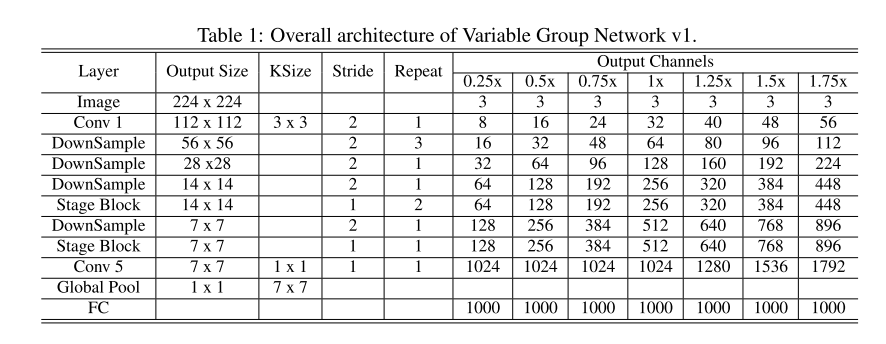 Table 1: Overall architecture of Variable Group Network v1.
Layer Output Size KSize Stride Repeat Output Channels
0.25x 0.5x 0.75x 1x 1.25x 1.5x 1.75x
Image 224 x 224 3 3 3 3 3 3 3
Conv 1 112 x 112 3 x 3 2 1 8 16 24 32 40 48 56
DownSample 56 x 56 2 3 16 32 48 64 80 96 112
DownSample 28 x28 2 1 32 64 96 128 160 192 224
DownSample 14 x 14 2 1 64 128 192 256 320 384 448
Stage Block 14 x 14 1 2 64 128 192 256 320 384 448
DownSample 7 x 7 2 1 128 256 384 512 640 768 896
Stage Block 7 x 7 1 1 128 256 384 512 640 768 896
Conv 5 7 x 7 1 x 1 1 1 1024 1024 1024 1024 1280 1536 1792
Global Pool 1 x 1 7 x 7
FC 1000 1000 1000 1000 1000 1000 1000